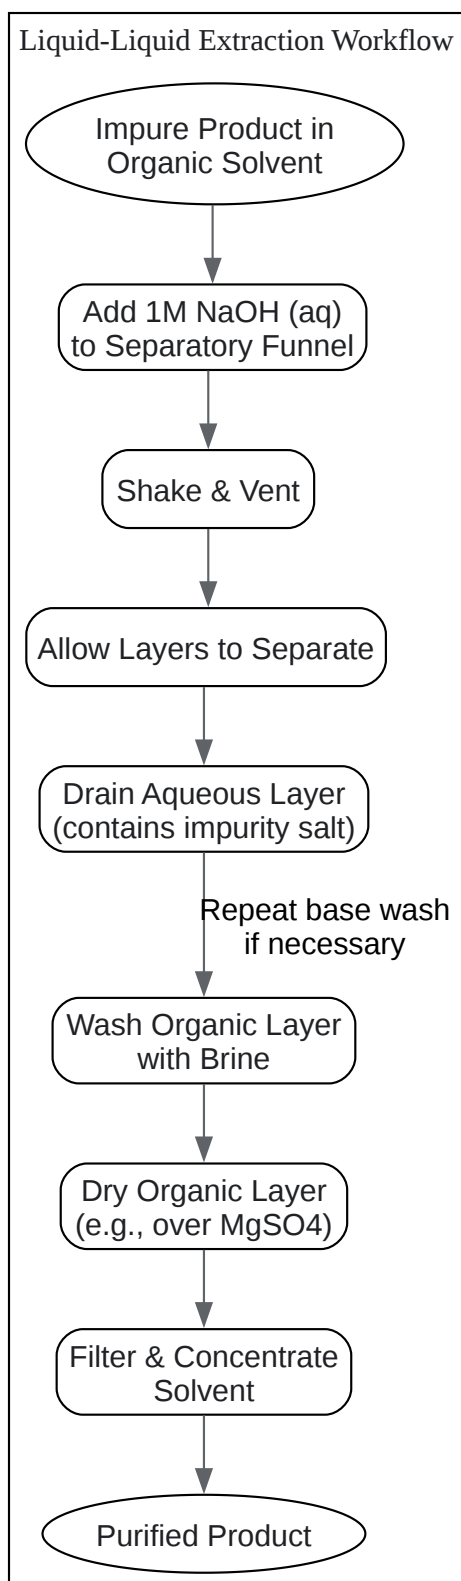 Liquid-Liquid Extraction Workflow
Impure Product in
Organic Solvent
Add 1M NaOH (aq)
to Separatory Funnel
Shake & Vent
Allow Layers to Separate
Drain Aqueous Layer
(contains impurity salt)
Repeat base wash
if necessary
Wash Organic Layer
with Brine
Dry Organic Layer
(e.g., over MgSO4)
Filter & Concentrate
Solvent
Purified Product